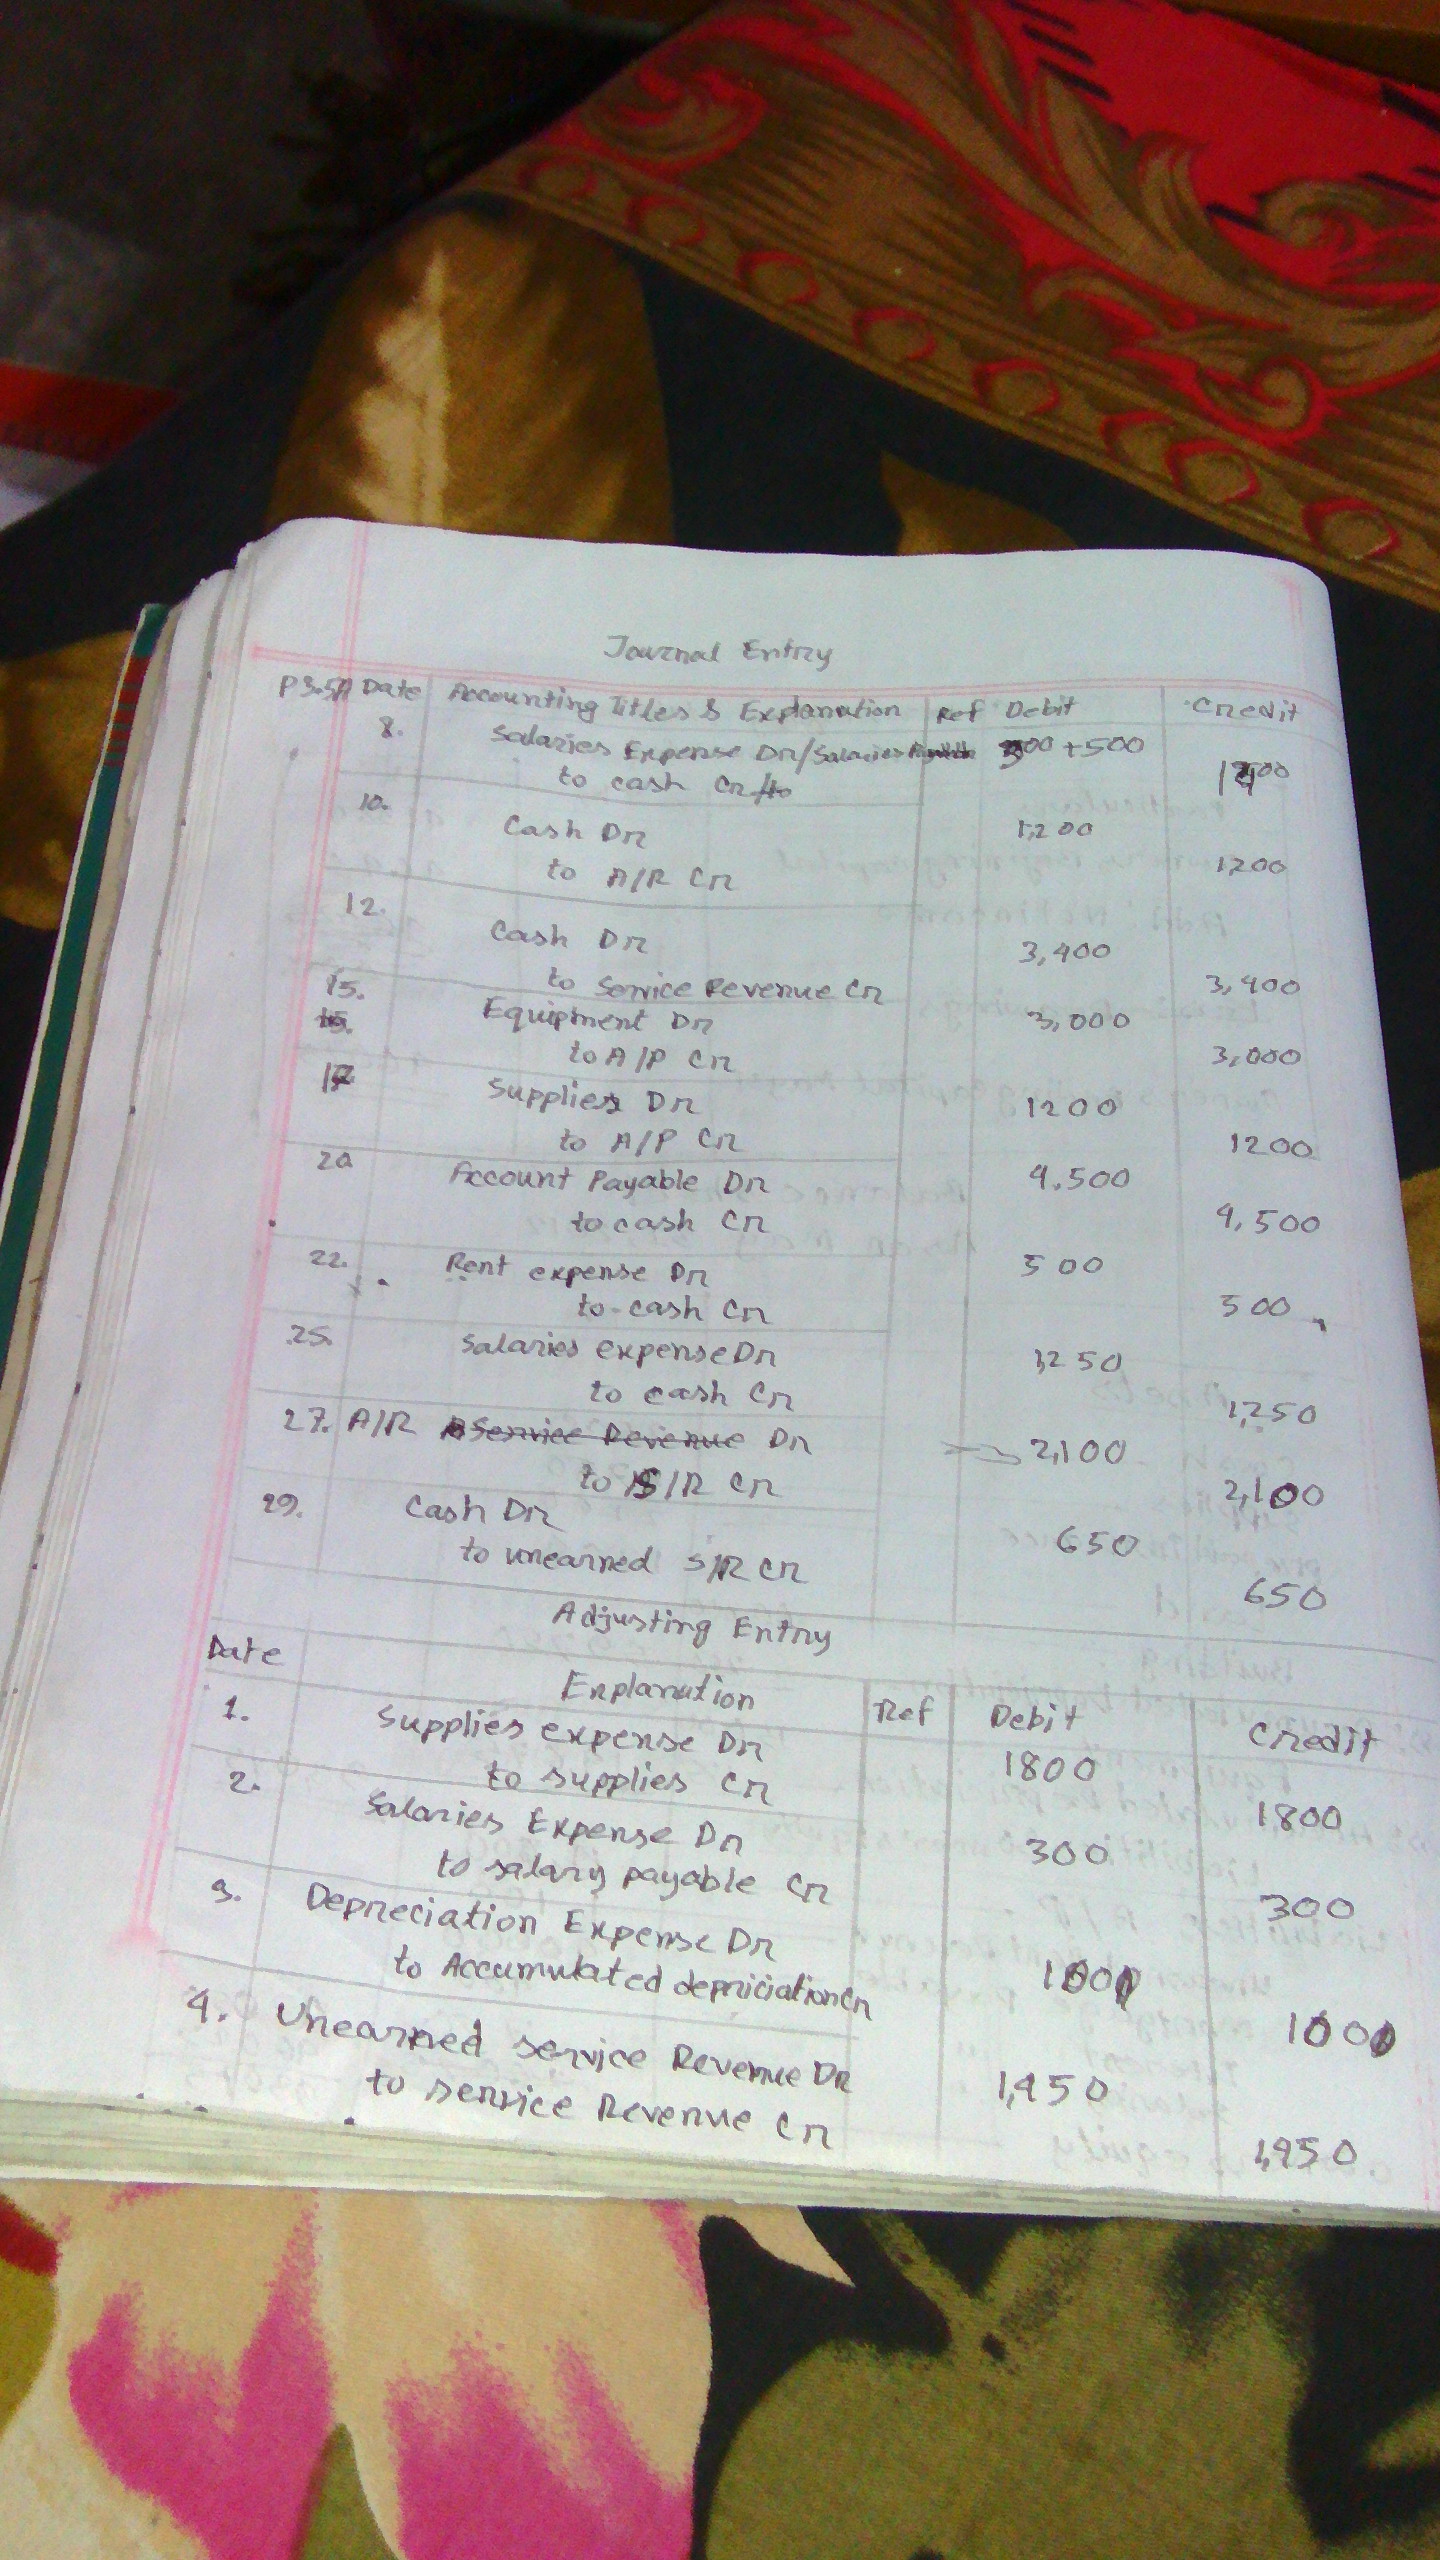 Journal Entry
P3.5A Date Accounting Titles & Explanation Ref Debit Credit
8. Salaries Expense Dr/Salaries 00 + 500
to cash Cr
10. Cash Dr 1,200
to A/R Cr 1200
12. Cash Dr 3,400
to Service Revenue Cr 3,400
15. Equipment Dr 3,000
to A/P Cr 3,000
17 Supplies Dr 1200
to A/P Cr 1200
20 Account Payable Dr 4,500
to cash Cr 4,500
22. Rent expense Dr 500
to cash Cr 500
25. Salaries expense Dr 1,250
to cash Cr 1,250
27. A/R Service Revenue Dr 2,100
to S/R Cr 2,100
29. Cash Dr 650
to unearned S/R Cr 650
Adjusting Entry
Date Explanation Ref Debit Credit
1. Supplies expense Dr 1800
to supplies Cr 1800
2. Salaries Expense Dr 300
to salary payable Cr 300
3. Depreciation Expense Dr
to Accumulated depriciation Cr
4. Unearned service Revenue Dr 1,450
to service Revenue Cr 1,450